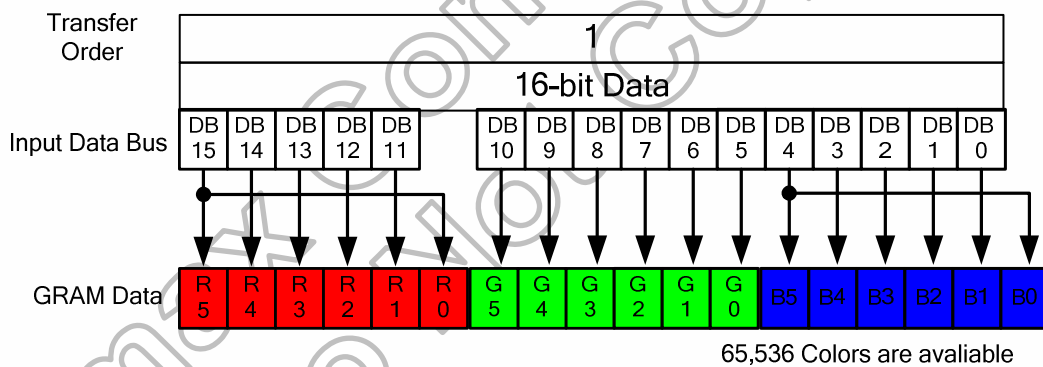 Transfer
Order
1
16-bit Data
Input Data Bus
DB DB DB DB DB DB DB DB DB DB DB DB DB DB DB DB
15 14 13 12 11 10 9 8 7 6 5 4 3 2 1 0
GRAM Data
R R R R R R G G G G G G B5 B4 B3 B2 B1 B0
5 4 3 2 1 0 5 4 3 2 1 0
65,536 Colors are avaliable